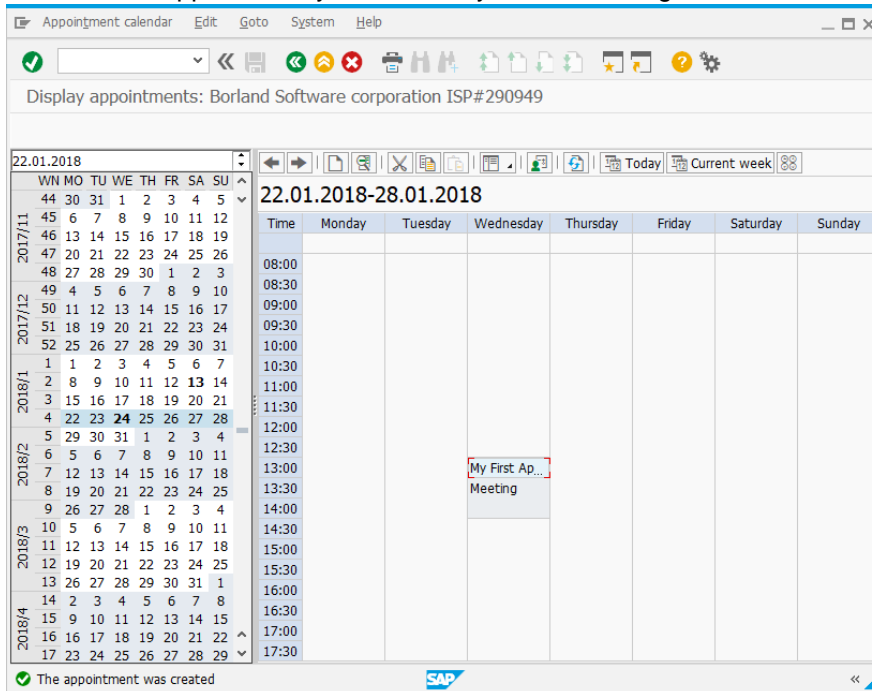 Appointment calendar Edit Goto System Help
Display appointments: Borland Software corporation ISP#290949
22.01.2018
Today Current week
WN MO TU WE TH FR SA SU
44 30 31 1 2 3 4 5
45 6 7 8 9 10 11 12
46 13 14 15 16 17 18 19
47 20 21 22 23 24 25 26
48 27 28 29 30 1 2 3
49 4 5 6 7 8 9 10
50 11 12 13 14 15 16 17
51 18 19 20 21 22 23 24
52 25 26 27 28 29 30 31
1 1 2 3 4 5 6 7
2 8 9 10 11 12 13 14
3 15 16 17 18 19 20 21
4 22 23 24 25 26 27 28
5 29 30 31 1 2 3 4
6 5 6 7 8 9 10 11
7 12 13 14 15 16 17 18
8 19 20 21 22 23 24 25
9 26 27 28 1 2 3 4
10 5 6 7 8 9 10 11
11 12 13 14 15 16 17 18
12 19 20 21 22 23 24 25
13 26 27 28 29 30 31 1
14 2 3 4 5 6 7 8
15 9 10 11 12 13 14 15
16 16 17 18 19 20 21 22
17 23 24 25 26 27 28 29
2017/11
2017/12
2018/1
2018/2
2018/3
2018/4
22.01.2018-28.01.2018
Time Monday Tuesday Wednesday Thursday Friday Saturday Sunday
08:00
08:30
09:00
09:30
10:00
10:30
11:00
11:30
12:00
12:30
13:00 My First Ap...
13:30 Meeting
14:00
14:30
15:00
15:30
16:00
16:30
17:00
17:30
The appointment was created
SAP